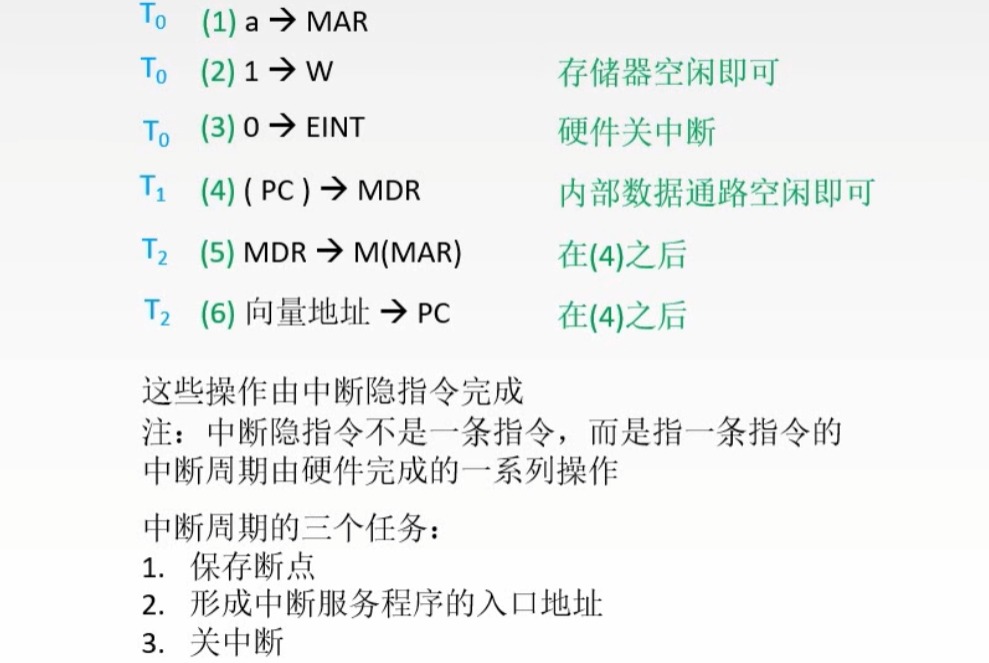 T₀ (1) a → MAR
T₀ (2) 1 → W 存储器空闲即可
T₀ (3) 0 → EINT 硬件关中断
T₁ (4) ( PC ) → MDR 内部数据通路空闲即可
T₂ (5) MDR → M(MAR) 在(4)之后
T₂ (6) 向量地址 → PC 在(4)之后
这些操作由中断隐指令完成
注：中断隐指令不是一条指令，而是指一条指令的
中断周期由硬件完成的一系列操作
中断周期的三个任务：
1. 保存断点
2. 形成中断服务程序的入口地址
3. 关中断